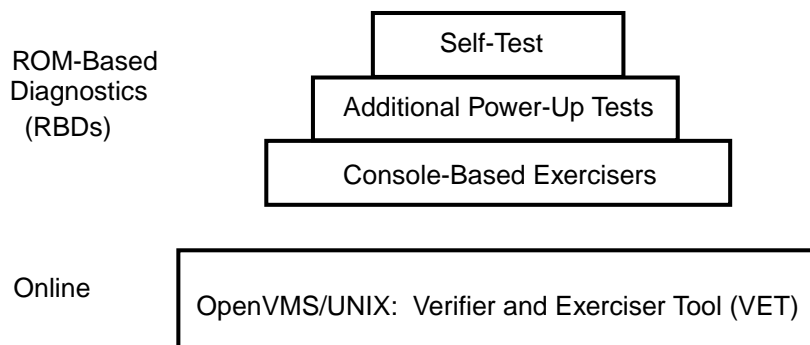 Self-Test
ROM-Based
Diagnostics
(RBDs)
Additional Power-Up Tests
Console-Based Exercisers
Online
OpenVMS/UNIX: Verifier and Exerciser Tool (VET)